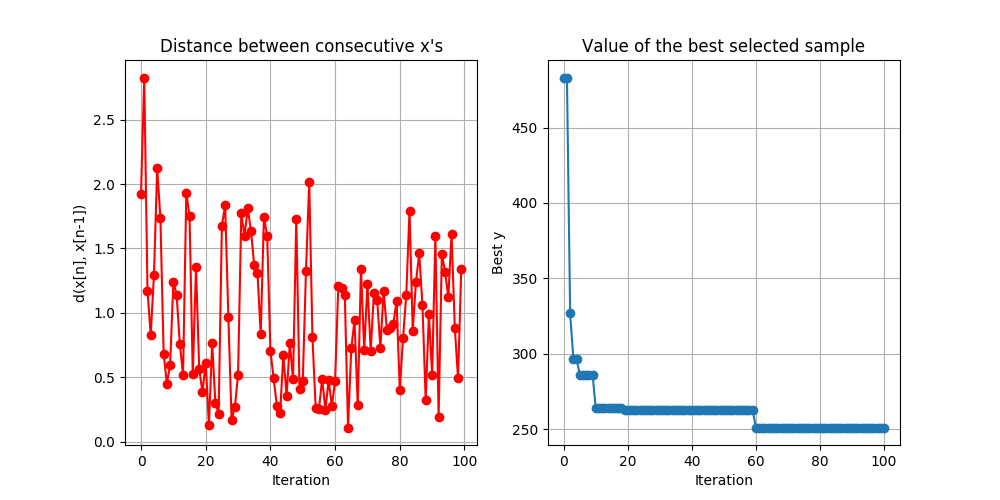 Distance between consecutive x's
d(x[n], x[n-1])
2.5
2.0
1.5
1.0
0.5
0.0
0 20 40 60 80 100
Iteration
Value of the best selected sample
Best y
450
400
350
300
250
0 20 40 60 80 100
Iteration